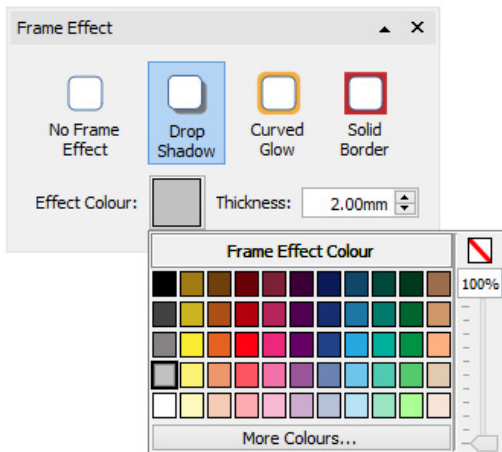 Frame Effect
No Frame
Effect
Drop
Shadow
Curved
Glow
Solid
Border
Effect Colour:
Thickness:
2.00mm
Frame Effect Colour
100%
More Colours...